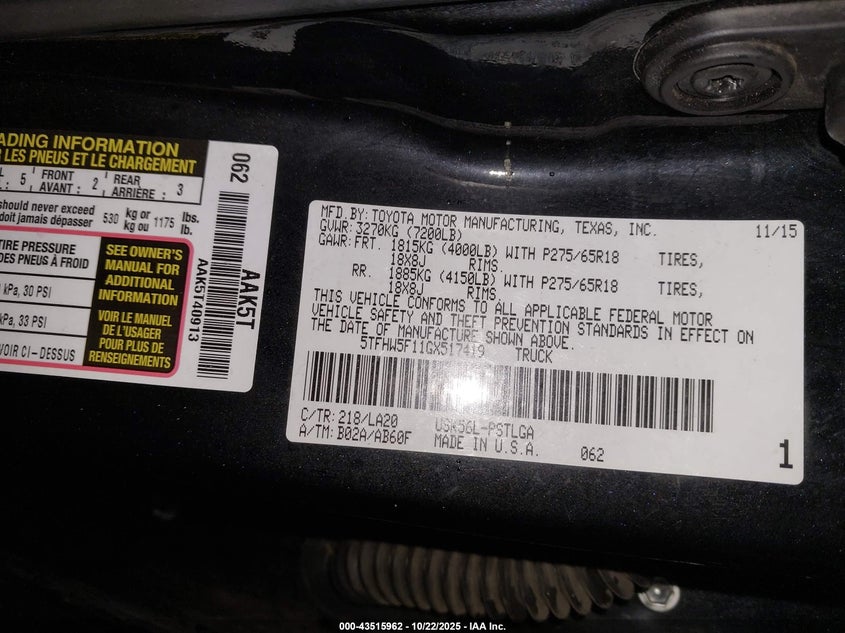 ADING INFORMATION
LES PNEUS ET LE CHARGEMENT
: 5 FRONT AVANT : 2 REAR ARRIÈRE : 3
should never exceed
doit jamais dépasser 530 kg or kg ou 1175 lbs. lb.
TIRE PRESSURE
DES PNEUS À FROID
kPa, 30 PSI
kPa, 33 PSI
VOIR CI-DESSUS
SEE OWNER'S
MANUAL FOR
ADDITIONAL
INFORMATION
VOIR LE MANUEL
DE L'USAGER
POUR PLUS DE
RENSEIGNEMENTS
062
AAK5T
AAK5T40913
MFD. BY: TOYOTA MOTOR MANUFACTURING, TEXAS, INC. 11/15
GVWR: 3270KG (7200LB)
GAWR: FRT. 1815KG (4000LB) WITH P275/65R18 TIRES,
18X8J RIMS.
RR. 1885KG (4150LB) WITH P275/65R18 TIRES,
18X8J RIMS
THIS VEHICLE CONFORMS TO ALL APPLICABLE FEDERAL MOTOR
VEHICLE SAFETY AND THEFT PREVENTION STANDARDS IN EFFECT ON
THE DATE OF MANUFACTURE SHOWN ABOVE.
5TFHW5F11GX517419 TRUCK
C/TR: 218/LA20 USK56L-PSTLGA
A/TM: B02A/AB60F MADE IN U.S.A. 062
1
000-43515962 - 10/22/2025 - IAA Inc.